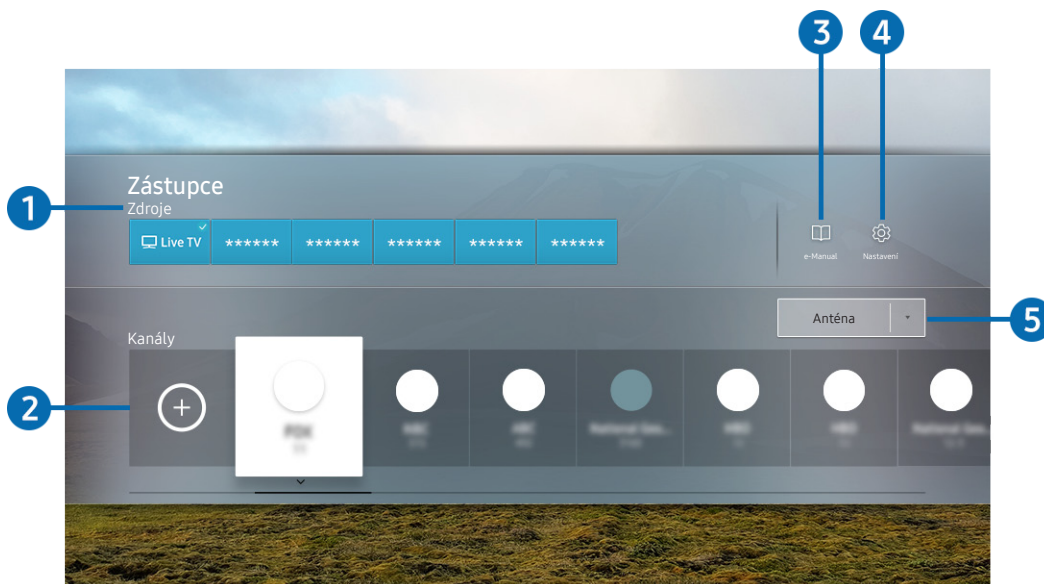 3 4
Zástupce
1 Zdroje
Live TV ****** ****** ****** ****** ******
e-Manual Nastavení
Anténa 5
Kanály
2